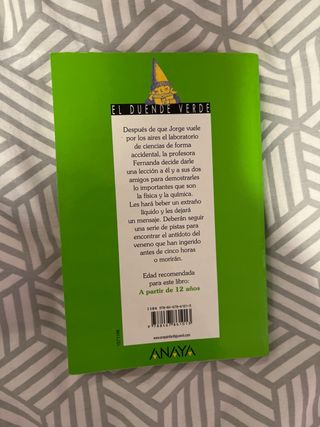 EL DUENDE VERDE
Después de que Jorge vuele
por los aires el laboratorio
de ciencias de forma
accidental, la profesora
Fernanda decide darle
una lección a él y a sus dos
amigos para demostrarles
lo importantes que son
la física y la química.
Les hará beber un extraño
líquido y les dejará
un mensaje. Deberán seguir
una serie de pistas para
encontrar el antídoto del
veneno que han ingerido
antes de cinco horas
o morirán.
Edad recomendada
para este libro:
A partir de 12 años
ANAYA